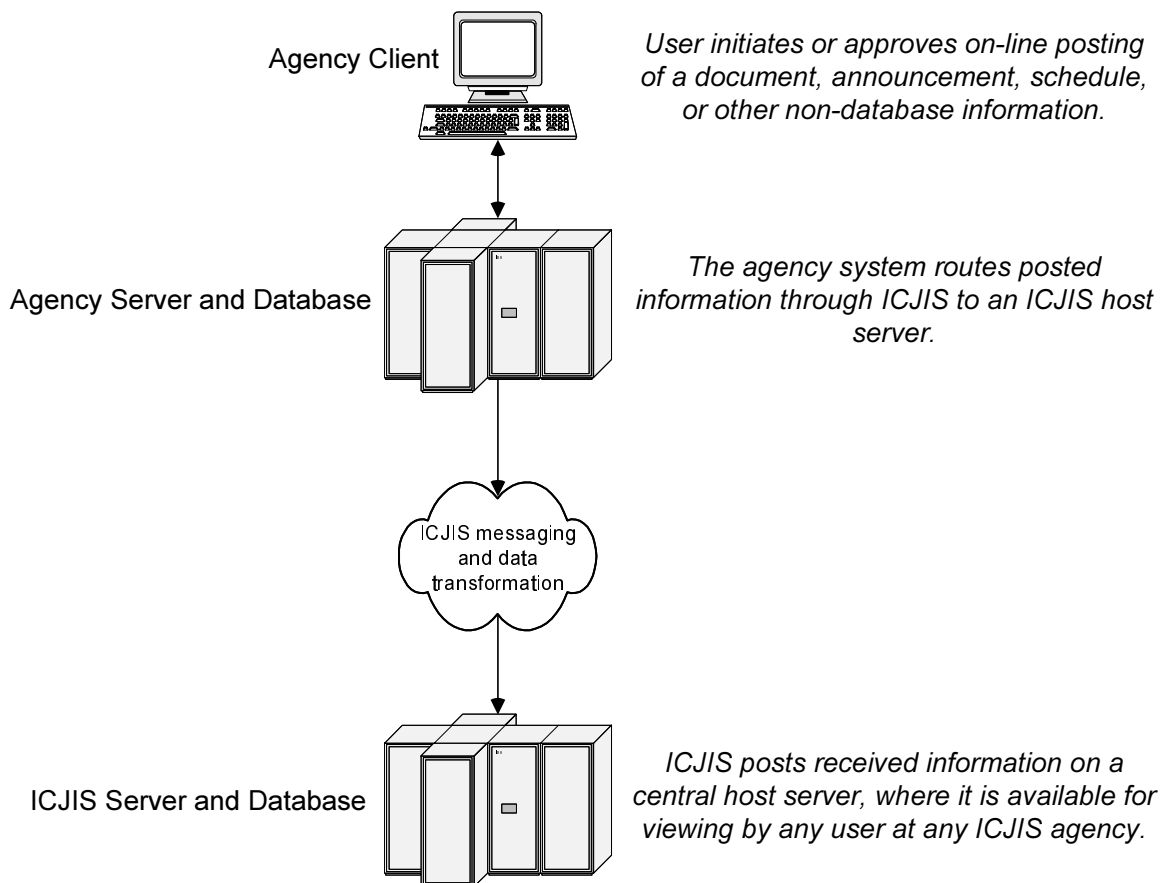 Agency Client
User initiates or approves on-line posting
of a document, announcement, schedule,
or other non-database information.
Agency Server and Database
The agency system routes posted
information through ICJIS to an ICJIS host
server.
ICJIS messaging
and data
transformation
ICJIS Server and Database
ICJIS posts received information on a
central host server, where it is available for
viewing by any user at any ICJIS agency.